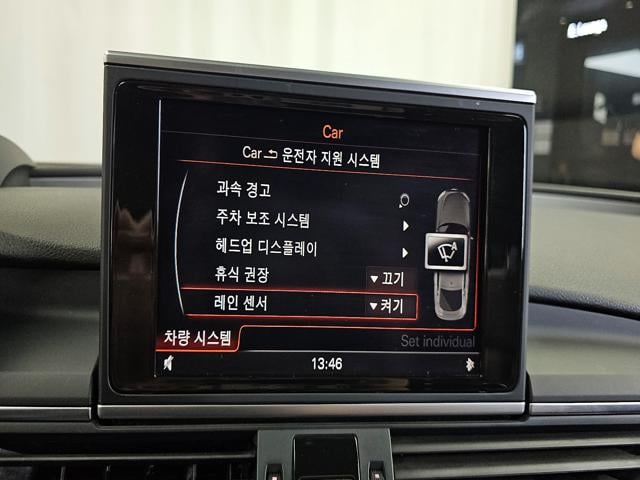 Car
Car 운전자 지원 시스템
과속 경고
주차 보조 시스템
헤드업 디스플레이
휴식 권장 ▼ 끄기
레인 센서 ▼ 켜기
차량 시스템 Set individual
13:46